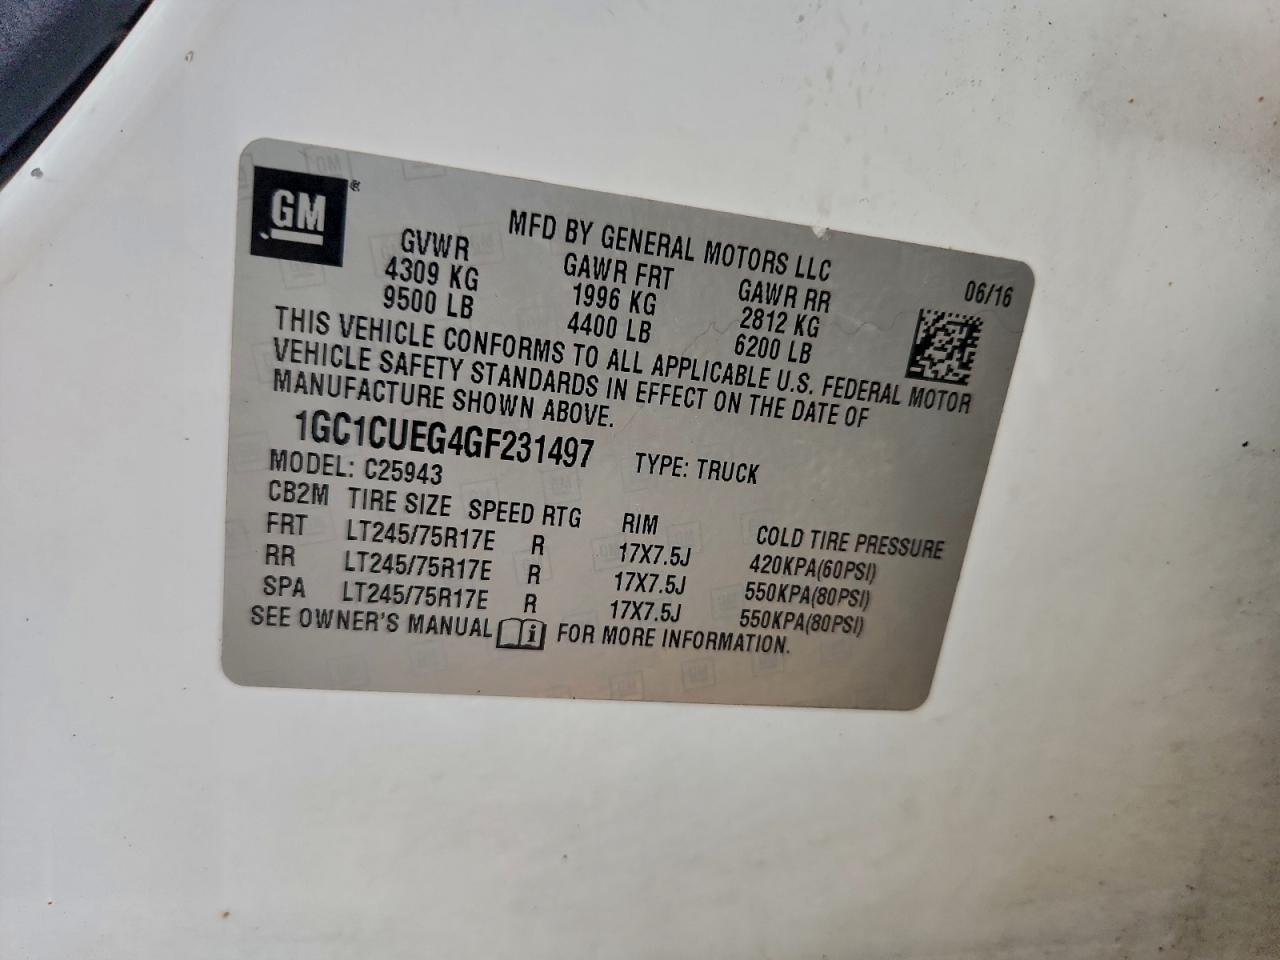 GM ®
MFD BY GENERAL MOTORS LLC
06/16
GVWR GAWR FRT GAWR RR
4309 KG 1996 KG 2812 KG
9500 LB 4400 LB 6200 LB
THIS VEHICLE CONFORMS TO ALL APPLICABLE U.S. FEDERAL MOTOR
VEHICLE SAFETY STANDARDS IN EFFECT ON THE DATE OF
MANUFACTURE SHOWN ABOVE.
1GC1CUEG4GF231497 TYPE: TRUCK
MODEL: C25943
CB2M TIRE SIZE SPEED RTG RIM COLD TIRE PRESSURE
FRT LT245/75R17E R 17X7.5J 420KPA(60PSI)
RR LT245/75R17E R 17X7.5J 550KPA(80PSI)
SPA LT245/75R17E R 17X7.5J 550KPA(80PSI)
SEE OWNER'S MANUAL i FOR MORE INFORMATION.